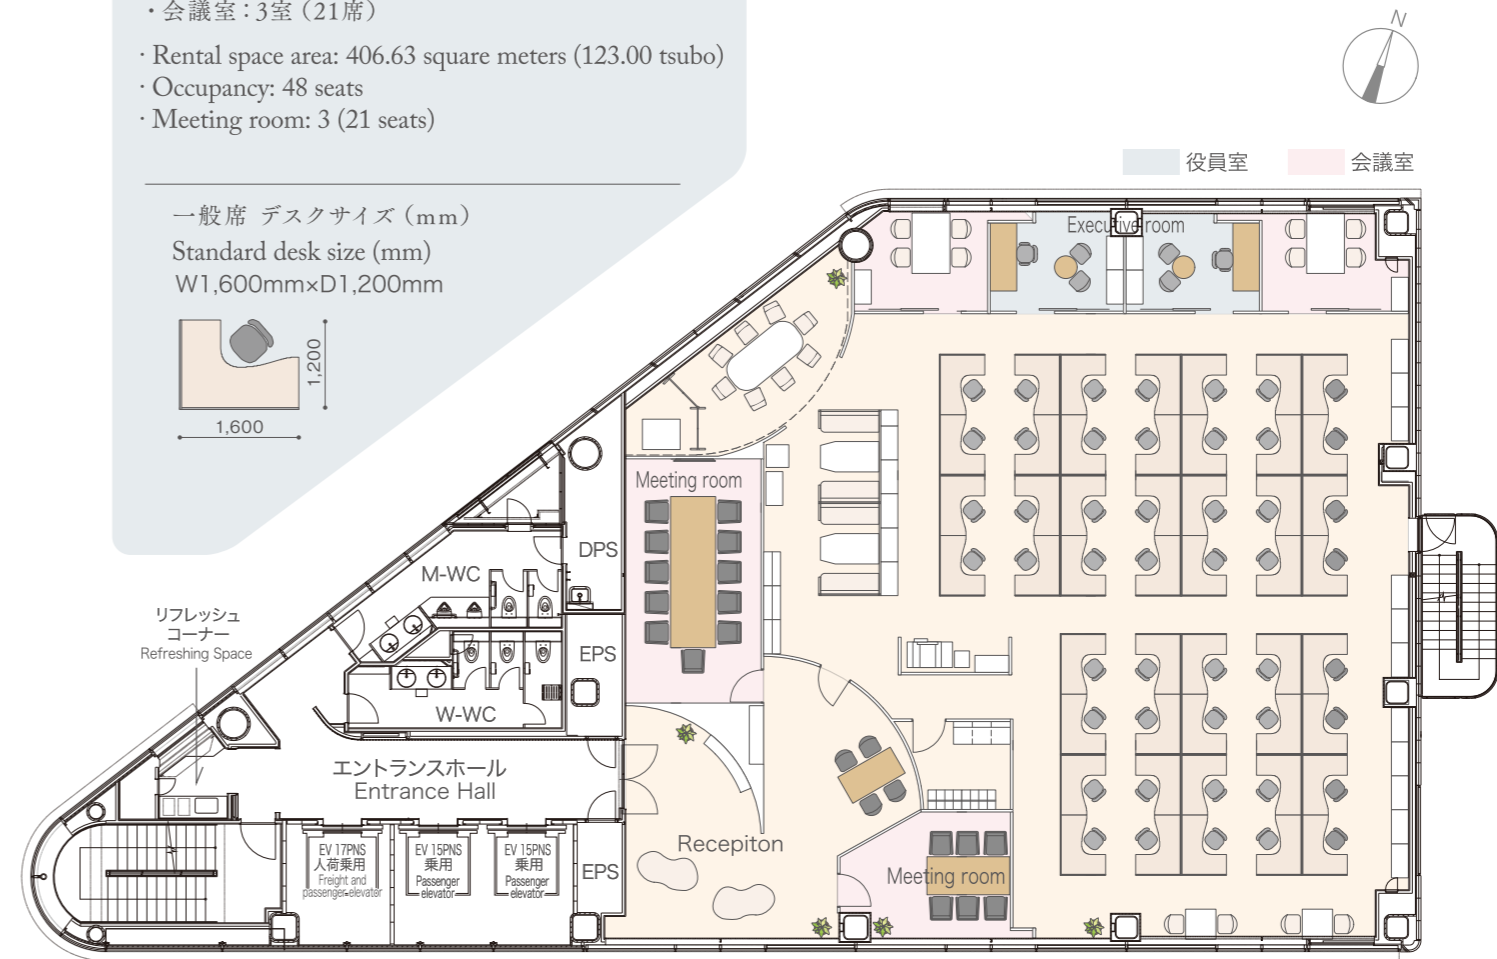 ・会議室：3室（21席）
· Rental space area: 406.63 square meters (123.00 tsubo)
· Occupancy: 48 seats
· Meeting room: 3 (21 seats)
一般席 デスクサイズ（mm）
Standard desk size (mm)
W1,600mm×D1,200mm
1,200
1,600
N
役員室
会議室
Executive room
Meeting room
DPS
M-WC
リフレッシュ
コーナー
Refreshing Space
EPS
W-WC
エントランスホール
Entrance Hall
Recepiton
EV 17PNS
人荷乗用
Freight and
passenger elevator
EV 15PNS
乗用
Passenger
elevator
EV 15PNS
乗用
Passenger
elevator
EPS
Meeting room